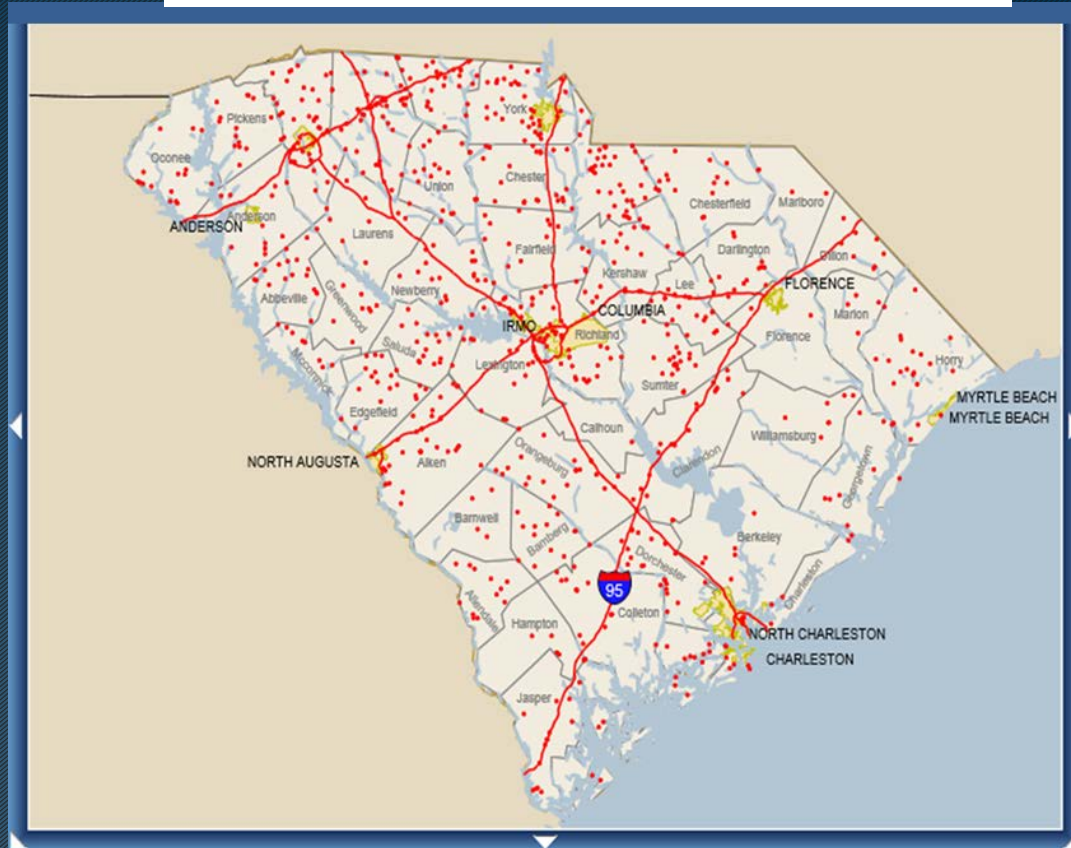 York
Pickens
Oconee
Union
Chester
Chesterfield
Marlboro
Anderson
ANDERSON
Laurens
Fairfield
Darlington
Dillon
Kershaw
Lee
FLORENCE
Newberry
Abbeville
Greenwood
COLUMBIA
IRMO
Richland
Marion
Florence
Saluda
Lexington
Horry
Mccormick
Sumter
MYRTLE BEACH
MYRTLE BEACH
Edgefield
Calhoun
Williamsburg
NORTH AUGUSTA
Aiken
Orangeburg
Clarendon
Georgetown
Barnwell
Bamberg
Berkeley
Dorchester
Charleston
95
Allendale
Colleton
Hampton
NORTH CHARLESTON
CHARLESTON
Jasper